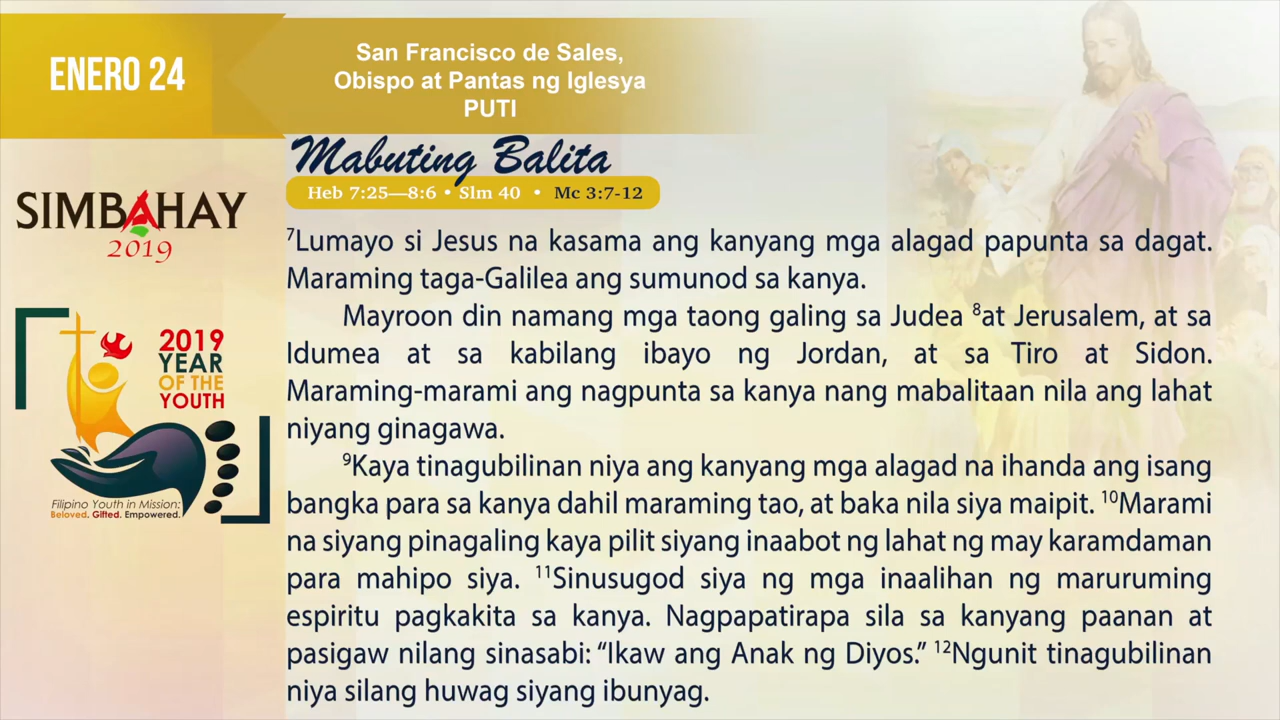 ENERO 24
San Francisco de Sales,
Obispo at Pantas ng Iglesya
PUTI
Mabuting Balita
Heb 7:25—8:6 • Slm 40 • Mc 3:7-12
SIMBAHAY
2019
2019
YEAR
OF THE
YOUTH
Filipino Youth in Mission:
Beloved. Gifted. Empowered.
⁷Lumayo si Jesus na kasama ang kanyang mga alagad papunta sa dagat.
Maraming taga-Galilea ang sumunod sa kanya.
Mayroon din namang mga taong galing sa Judea ⁸at Jerusalem, at sa
Idumea at sa kabilang ibayo ng Jordan, at sa Tiro at Sidon.
Maraming-marami ang nagpunta sa kanya nang mabalitaan nila ang lahat
niyang ginagawa.
⁹Kaya tinagubilinan niya ang kanyang mga alagad na ihanda ang isang
bangka para sa kanya dahil maraming tao, at baka nila siya maipit. ¹⁰Marami
na siyang pinagaling kaya pilit siyang inaabot ng lahat ng may karamdaman
para mahipo siya. ¹¹Sinusugod siya ng mga inaalihan ng maruruming
espiritu pagkakita sa kanya. Nagpapatirapa sila sa kanyang paanan at
pasigaw nilang sinasabi: “Ikaw ang Anak ng Diyos.” ¹²Ngunit tinagubilinan
niya silang huwag siyang ibunyag.